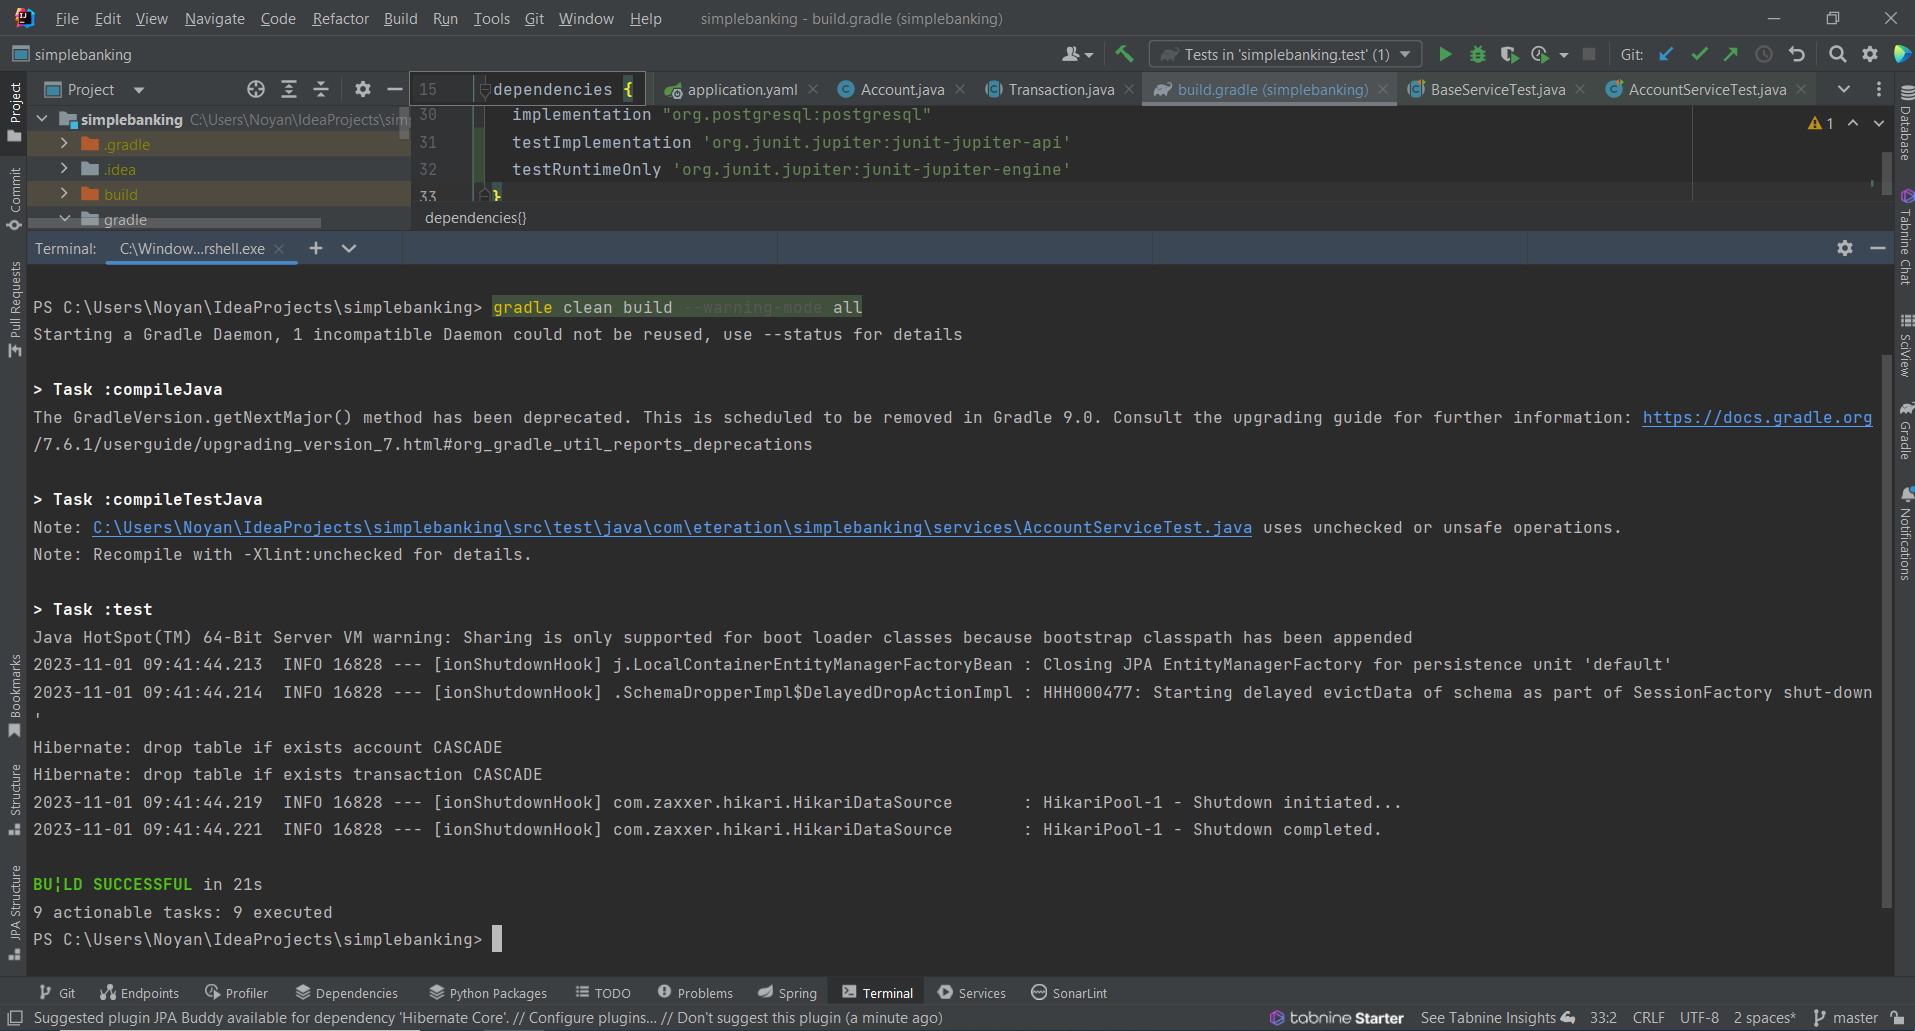 File Edit View Navigate Code Refactor Build Run Tools Git Window Help simplebanking - build.gradle (simplebanking)
simplebanking Tests in 'simplebanking.test' (1) Git:
Project 15 dependencies { application.yaml Account.java Transaction.java build.gradle (simplebanking) BaseServiceTest.java AccountServiceTest.java
simplebanking C:\Users\Noyan\IdeaProjects\sim
.gradle
.idea
build
gradle
30 implementation "org.postgresql:postgresql"
31 testImplementation 'org.junit.jupiter:junit-jupiter-api'
32 testRuntimeOnly 'org.junit.jupiter:junit-jupiter-engine'
33 }
1
dependencies{}
Project
Commit
Pull Requests
Bookmarks
Structure
JPA Structure
Database
Tabnine Chat
SciView
Gradle
Notifications
Terminal: C:\Window...rshell.exe
PS C:\Users\Noyan\IdeaProjects\simplebanking> gradle clean build --warning-mode all
Starting a Gradle Daemon, 1 incompatible Daemon could not be reused, use --status for details
> Task :compileJava
The GradleVersion.getNextMajor() method has been deprecated. This is scheduled to be removed in Gradle 9.0. Consult the upgrading guide for further information: https://docs.gradle.org
/7.6.1/userguide/upgrading_version_7.html#org_gradle_util_reports_deprecations
> Task :compileTestJava
Note: C:\Users\Noyan\IdeaProjects\simplebanking\src\test\java\com\eteration\simplebanking\services\AccountServiceTest.java uses unchecked or unsafe operations.
Note: Recompile with -Xlint:unchecked for details.
> Task :test
Java HotSpot(TM) 64-Bit Server VM warning: Sharing is only supported for boot loader classes because bootstrap classpath has been appended
2023-11-01 09:41:44.213  INFO 16828 --- [ionShutdownHook] j.LocalContainerEntityManagerFactoryBean : Closing JPA EntityManagerFactory for persistence unit 'default'
2023-11-01 09:41:44.214  INFO 16828 --- [ionShutdownHook] .SchemaDropperImpl$DelayedDropActionImpl : HHH000477: Starting delayed evictData of schema as part of SessionFactory shut-down
'
Hibernate: drop table if exists account CASCADE
Hibernate: drop table if exists transaction CASCADE
2023-11-01 09:41:44.219  INFO 16828 --- [ionShutdownHook] com.zaxxer.hikari.HikariDataSource       : HikariPool-1 - Shutdown initiated...
2023-11-01 09:41:44.221  INFO 16828 --- [ionShutdownHook] com.zaxxer.hikari.HikariDataSource       : HikariPool-1 - Shutdown completed.
BU¦LD SUCCESSFUL in 21s
9 actionable tasks: 9 executed
PS C:\Users\Noyan\IdeaProjects\simplebanking>
Git Endpoints Profiler Dependencies Python Packages TODO Problems Spring Terminal Services SonarLint
Suggested plugin JPA Buddy available for dependency 'Hibernate Core'. // Configure plugins... // Don't suggest this plugin (a minute ago) tabnine Starter See Tabnine Insights 33:2 CRLF UTF-8 2 spaces* master